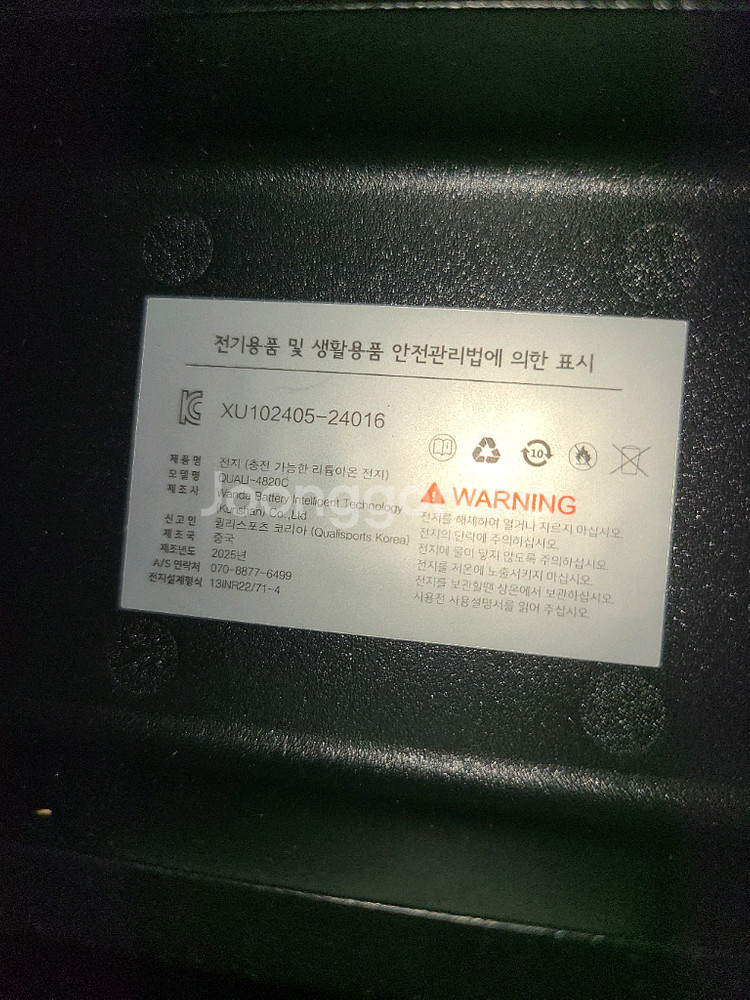 전기용품 및 생활용품 안전관리법에 의한 표시
XU102405-24016
제품명 전지 (충전 가능한 리튬이온 전지)
모델명 QUALI-4820C
제조사 Wanda Battery Intelligent Technology
(Kunshan) Co.,Ltd
신고인 퀄리스포츠 코리아 (Qualisports Korea)
제조국 중국
제조년도 2025년
A/S 연락처 070-8877-6499
전지설계형식 13INR22/71-4
10
WARNING
전지를 해체하여 열거나 자르지 마십시오.
전지의 단락에 주의하십시오.
전지에 물이 닿지 않도록 주의하십시오.
전지를 저온에 노출시키지 마십시오.
전지를 보관할땐 상온에서 보관하십시오.
사용전 사용설명서를 읽어 주십시오.